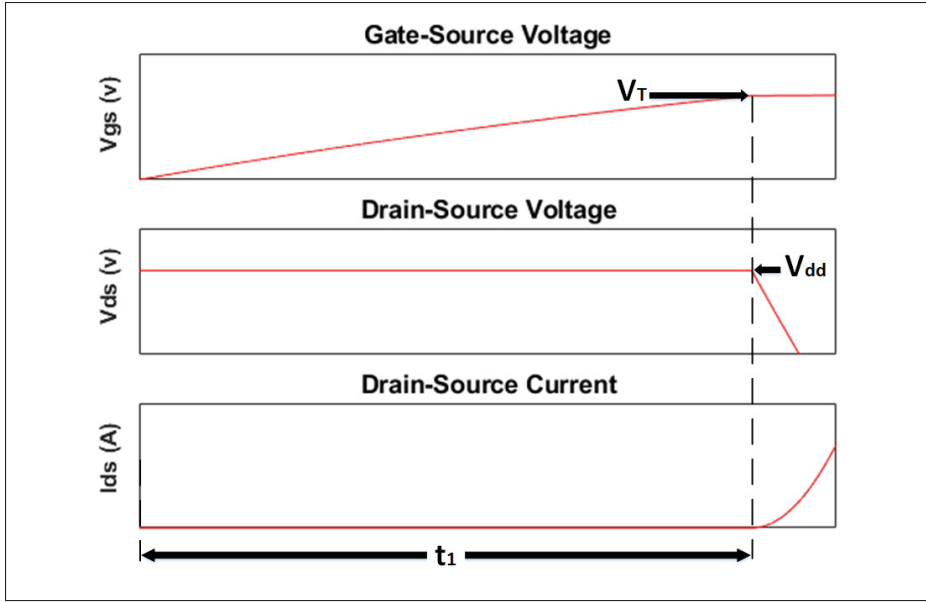 Gate-Source Voltage
Vgs (v)
VT
Drain-Source Voltage
Vds (v)
Vdd
Drain-Source Current
Ids (A)
t1